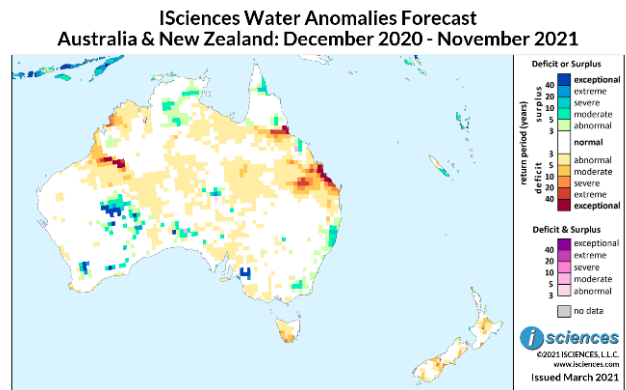 ISciences Water Anomalies Forecast
Australia & New Zealand: December 2020 - November 2021
Deficit or Surplus
return period (years)
surplus
deficit
40
20
10
5
3
exceptional
extreme
severe
moderate
abnormal
normal
3
5
10
20
40
abnormal
moderate
severe
extreme
exceptional
Deficit & Surplus
40
20
10
5
3
exceptional
extreme
severe
moderate
abnormal
no data
isciences
©2021 ISCIENCES, L.L.C.
www.isciences.com
Issued March 2021